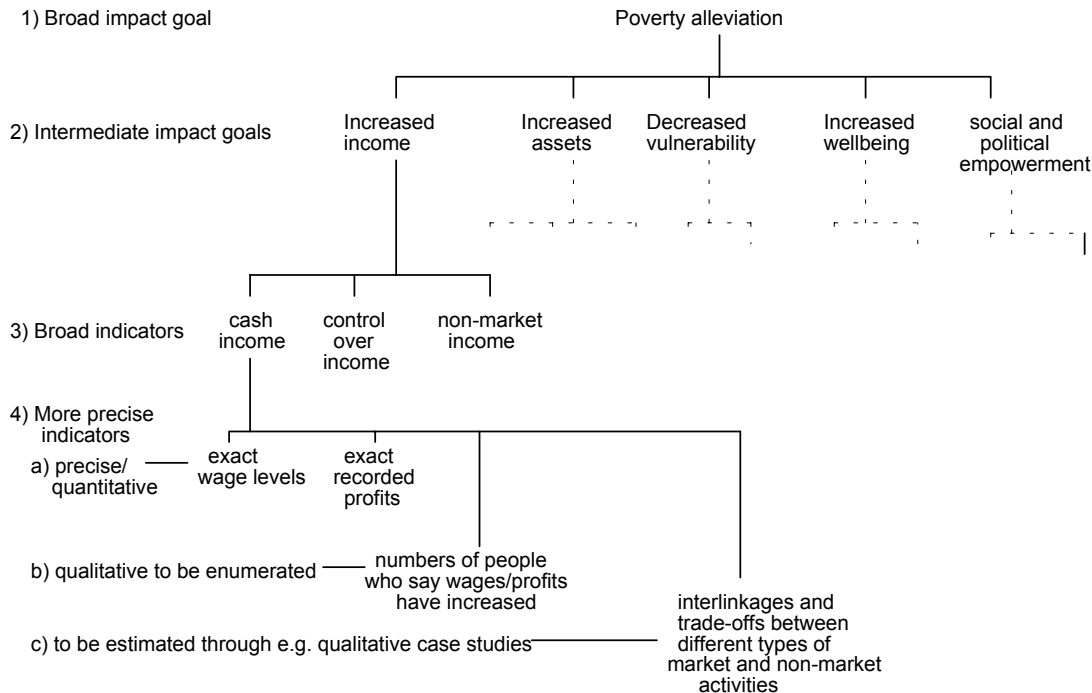 1) Broad impact goal
Poverty alleviation
2) Intermediate impact goals
Increased
income
Increased
assets
Decreased
vulnerability
Increased
wellbeing
social and
political
empowerment
3) Broad indicators
cash
income
control
over
income
non-market
income
4) More precise
indicators
a) precise/
quantitative
exact
wage levels
exact
recorded
profits
b) qualitative to be enumerated
numbers of people
who say wages/profits
have increased
c) to be estimated through e.g. qualitative case studies
interlinkages and
trade-offs between
different types of
market and non-market
activities